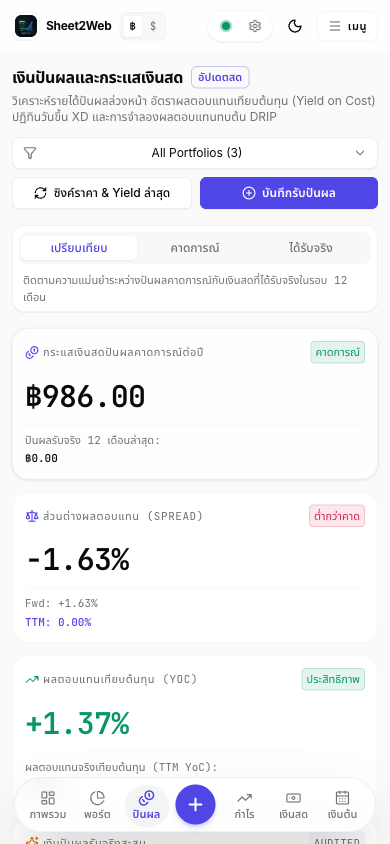 Sheet2Web
฿ $
เมนู
เงินปันผลและกระแสเงินสด อัปเดตสด
วิเคราะห์รายได้ปันผลล่วงหน้า อัตราผลตอบแทนเทียบต้นทุน (Yield on Cost)
ปฏิทินวันขึ้น XD และการจำลองผลตอบแทนทบต้น DRIP
All Portfolios (3)
ซิงค์ราคา & Yield ล่าสุด
บันทึกรับปันผล
เปรียบเทียบ คาดการณ์ ได้รับจริง
ติดตามความแม่นยำระหว่างปันผลคาดการณ์กับเงินสดที่ได้รับจริงในรอบ 12
เดือน
กระแสเงินสดปันผลคาดการณ์ต่อปี คาดการณ์
฿986.00
ปันผลรับจริง 12 เดือนล่าสุด:
฿0.00
ส่วนต่างผลตอบแทน (SPREAD) ต่ำกว่าคาด
-1.63%
Fwd: +1.63%
TTM: 0.00%
ผลตอบแทนเทียบต้นทุน (YOC) ประสิทธิภาพ
+1.37%
ผลตอบแทนจริงเทียบต้นทุน (TTM YoC):
ภาพรวม พอร์ต ปันผล กำไร เงินสด เงินต้น
เงินปันผลรับจริงสะสม AUDITED